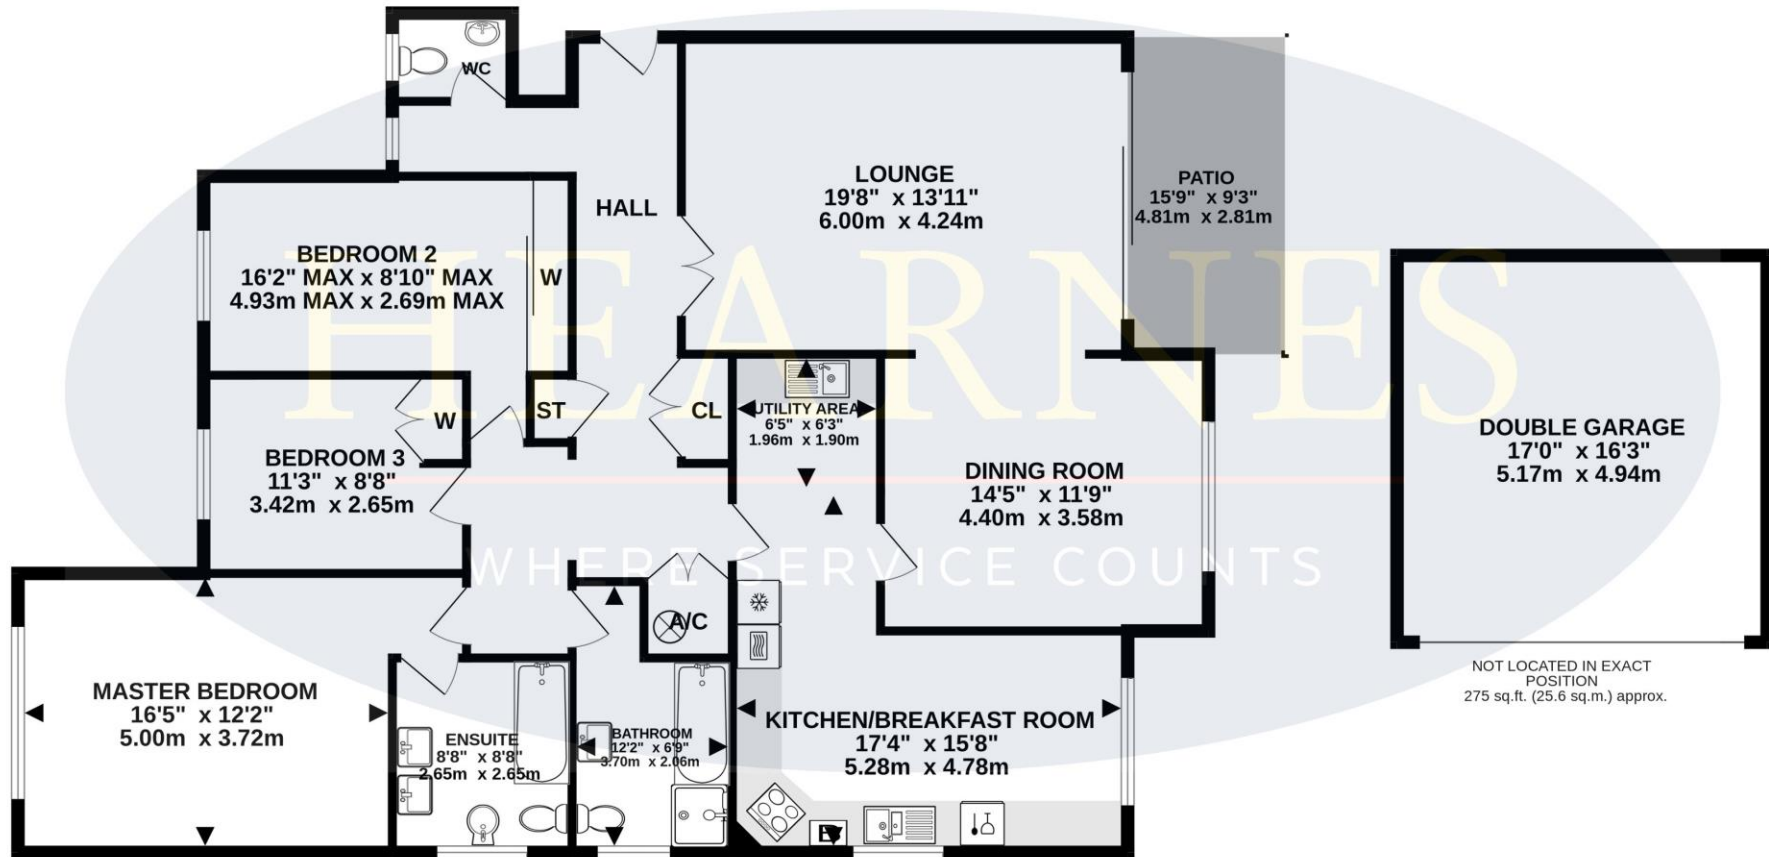 WC
LOUNGE
19'8" x 13'11"
6.00m x 4.24m
PATIO
15'9" x 9'3"
4.81m x 2.81m
HALL
BEDROOM 2
16'2" MAX x 8'10" MAX
4.93m MAX x 2.69m MAX
W
HEARNES
ST
CL
UTILITY AREA
6'5" x 6'3"
1.96m x 1.90m
W
BEDROOM 3
11'3" x 8'8"
3.42m x 2.65m
DINING ROOM
14'5" x 11'9"
4.40m x 3.58m
DOUBLE GARAGE
17'0" x 16'3"
5.17m x 4.94m
WHERE SERVICE COUNTS
A/C
NOT LOCATED IN EXACT
POSITION
275 sq.ft. (25.6 sq.m.) approx.
MASTER BEDROOM
16'5" x 12'2"
5.00m x 3.72m
ENSUITE
8'8" x 8'8"
2.65m x 2.65m
BATHROOM
12'2" x 6'9"
3.70m x 2.06m
KITCHEN/BREAKFAST ROOM
17'4" x 15'8"
5.28m x 4.78m
B